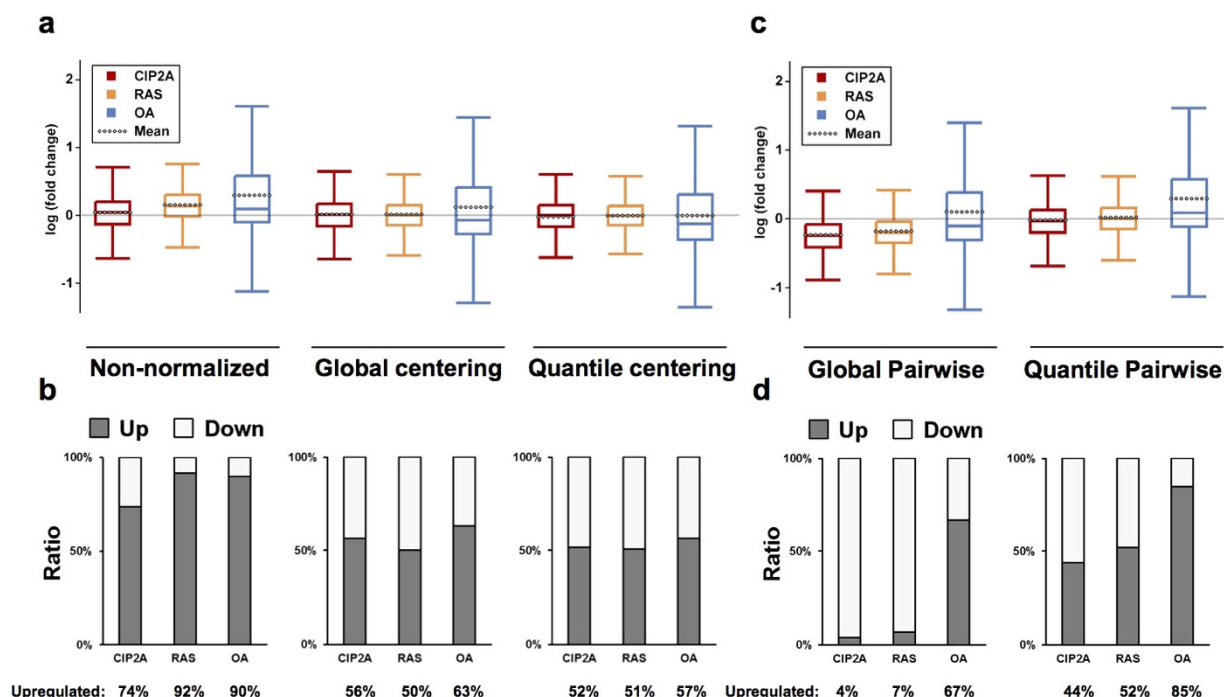 a
c
CIP2A
RAS
OA
Mean
log (fold change)
2
1
0
-1
CIP2A
RAS
OA
Mean
log (fold change)
2
1
0
-1
Non-normalized
Global centering
Quantile centering
Global Pairwise
Quantile Pairwise
b
d
Up Down
Up Down
Ratio
100%
50%
0%
CIP2A RAS OA
100%
50%
0%
CIP2A RAS OA
100%
50%
0%
CIP2A RAS OA
Ratio
100%
50%
0%
CIP2A RAS OA
100%
50%
0%
CIP2A RAS OA
Upregulated: 74% 92% 90% 56% 50% 63% 52% 51% 57%
Upregulated: 4% 7% 67% 44% 52% 85%